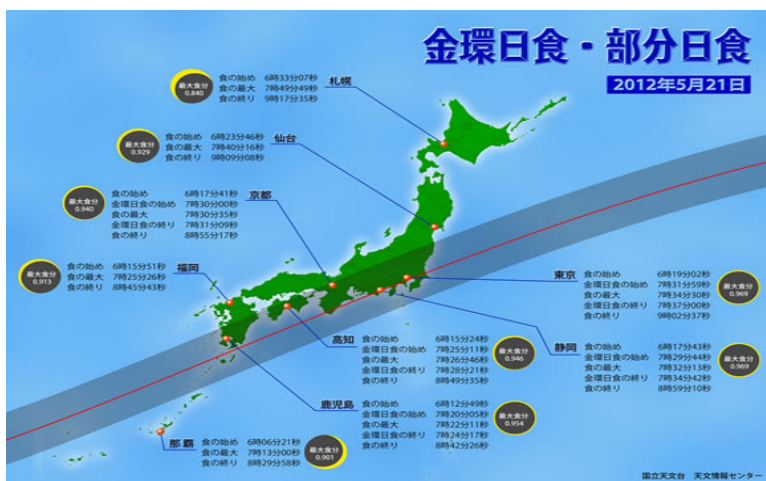 金環日食・部分日食
2012年5月21日
札幌
最大食分
0.840
食の始め 6時33分07秒
食の最大 7時49分49秒
食の終り 9時17分35秒
仙台
最大食分
0.929
食の始め 6時23分46秒
食の最大 7時40分16秒
食の終り 9時09分08秒
京都
最大食分
0.940
食の始め 6時17分41秒
金環日食の始め 7時30分00秒
食の最大 7時30分35秒
金環日食の終り 7時31分09秒
食の終り 8時55分17秒
福岡
最大食分
0.913
食の始め 6時15分51秒
食の最大 7時25分26秒
食の終り 8時45分43秒
東京
食の始め 6時19分02秒
金環日食の始め 7時31分59秒
食の最大 7時34分30秒
金環日食の終り 7時37分00秒
食の終り 9時02分37秒
最大食分
0.969
高知
食の始め 6時15分24秒
金環日食の始め 7時25分11秒
食の最大 7時26分46秒
金環日食の終り 7時28分21秒
食の終り 8時49分35秒
最大食分
0.946
静岡
食の始め 6時17分43秒
金環日食の始め 7時29分44秒
食の最大 7時32分13秒
金環日食の終り 7時34分42秒
食の終り 8時59分10秒
最大食分
0.969
鹿児島
食の始め 6時12分49秒
金環日食の始め 7時20分05秒
食の最大 7時22分11秒
金環日食の終り 7時24分17秒
食の終り 8時42分26秒
最大食分
0.954
那覇
食の始め 6時06分21秒
食の最大 7時13分00秒
食の終り 8時29分58秒
最大食分
0.901
国立天文台 天文情報センター